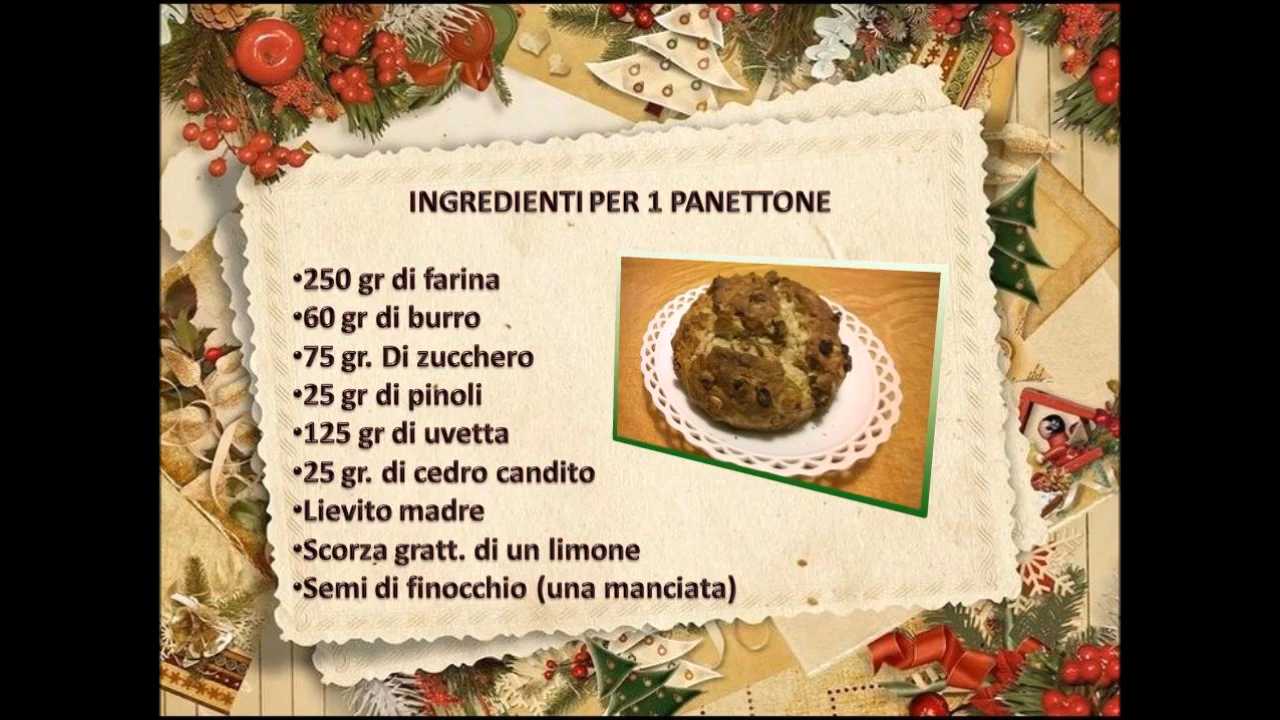 INGREDIENTI PER 1 PANETTONE
•250 gr di farina
•60 gr di burro
•75 gr. Di zucchero
•25 gr di pinoli
•125 gr di uvetta
•25 gr. di cedro candito
•Lievito madre
•Scorza gratt. di un limone
•Semi di finocchio (una manciata)